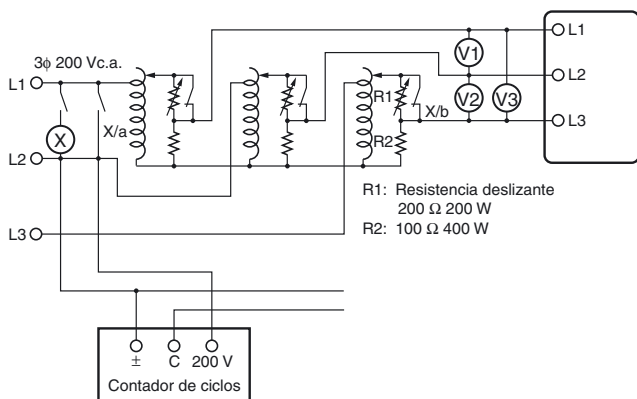 3ϕ 200 Vc.a.
L1
L2
L3
X
X/a
R1
R2
X/b
V1
V2
V3
L1
L2
L3
R1: Resistencia deslizante
200 Ω 200 W
R2: 100 Ω 400 W
± C 200 V
Contador de ciclos